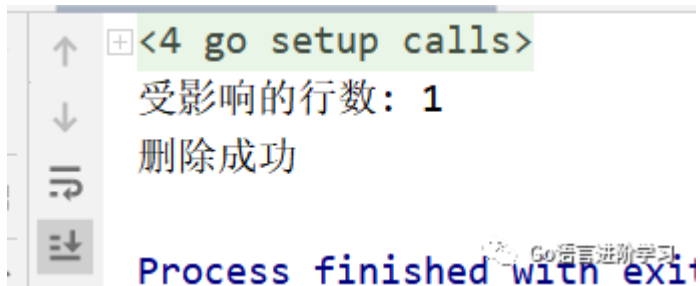 <4 go setup calls>
受影响的行数: 1
删除成功
Process finished with exit
Go语言进阶学习